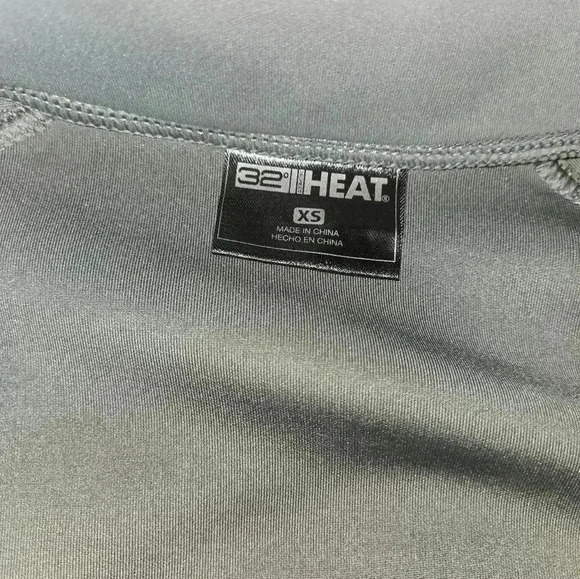 32° HEAT®
XS
MADE IN CHINA
HECHO EN CHINA